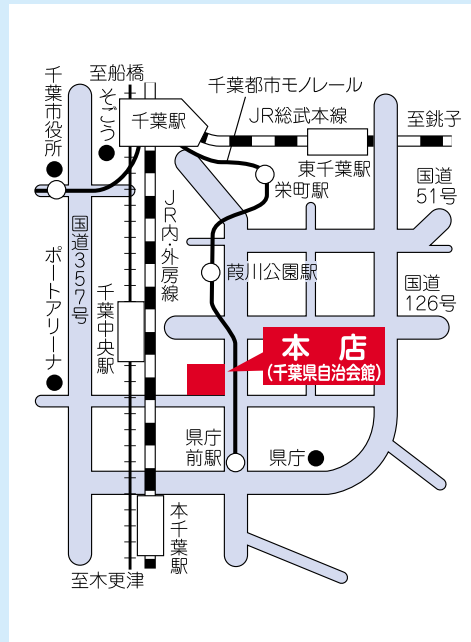 至船橋
千葉市役所
そごう
千葉駅
千葉都市モノレール
JR総武本線
至銚子
東千葉駅
栄町駅
国道
51号
JR内・外房線
国道357号
葭川公園駅
ポートアリーナ
千葉中央駅
国道
126号
本 店
(千葉県自治会館)
県庁
前駅
県庁
本千葉駅
至木更津